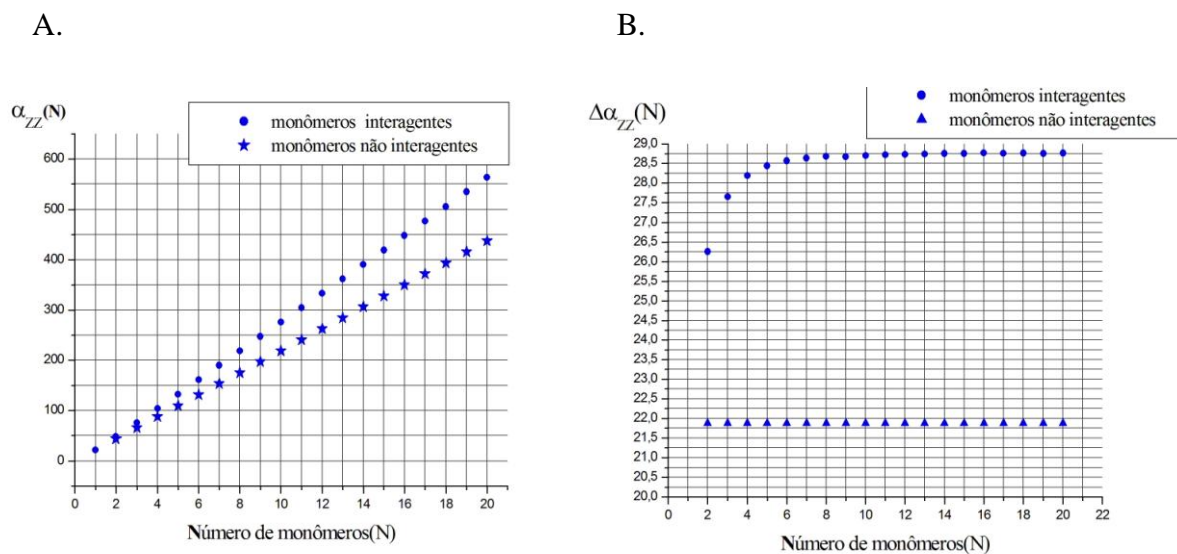 A.
B.
α_ZZ(N)
monômeros interagentes
monômeros não interagentes
600
500
400
300
200
100
0
0 2 4 6 8 10 12 14 16 18 20
Número de monômeros(N)
Δα_ZZ(N)
monômeros interagentes
monômeros não interagentes
29,0
28,5
28,0
27,5
27,0
26,5
26,0
25,5
25,0
24,5
24,0
23,5
23,0
22,5
22,0
21,5
21,0
20,5
20,0
0 2 4 6 8 10 12 14 16 18 20 22
Número de monômeros(N)